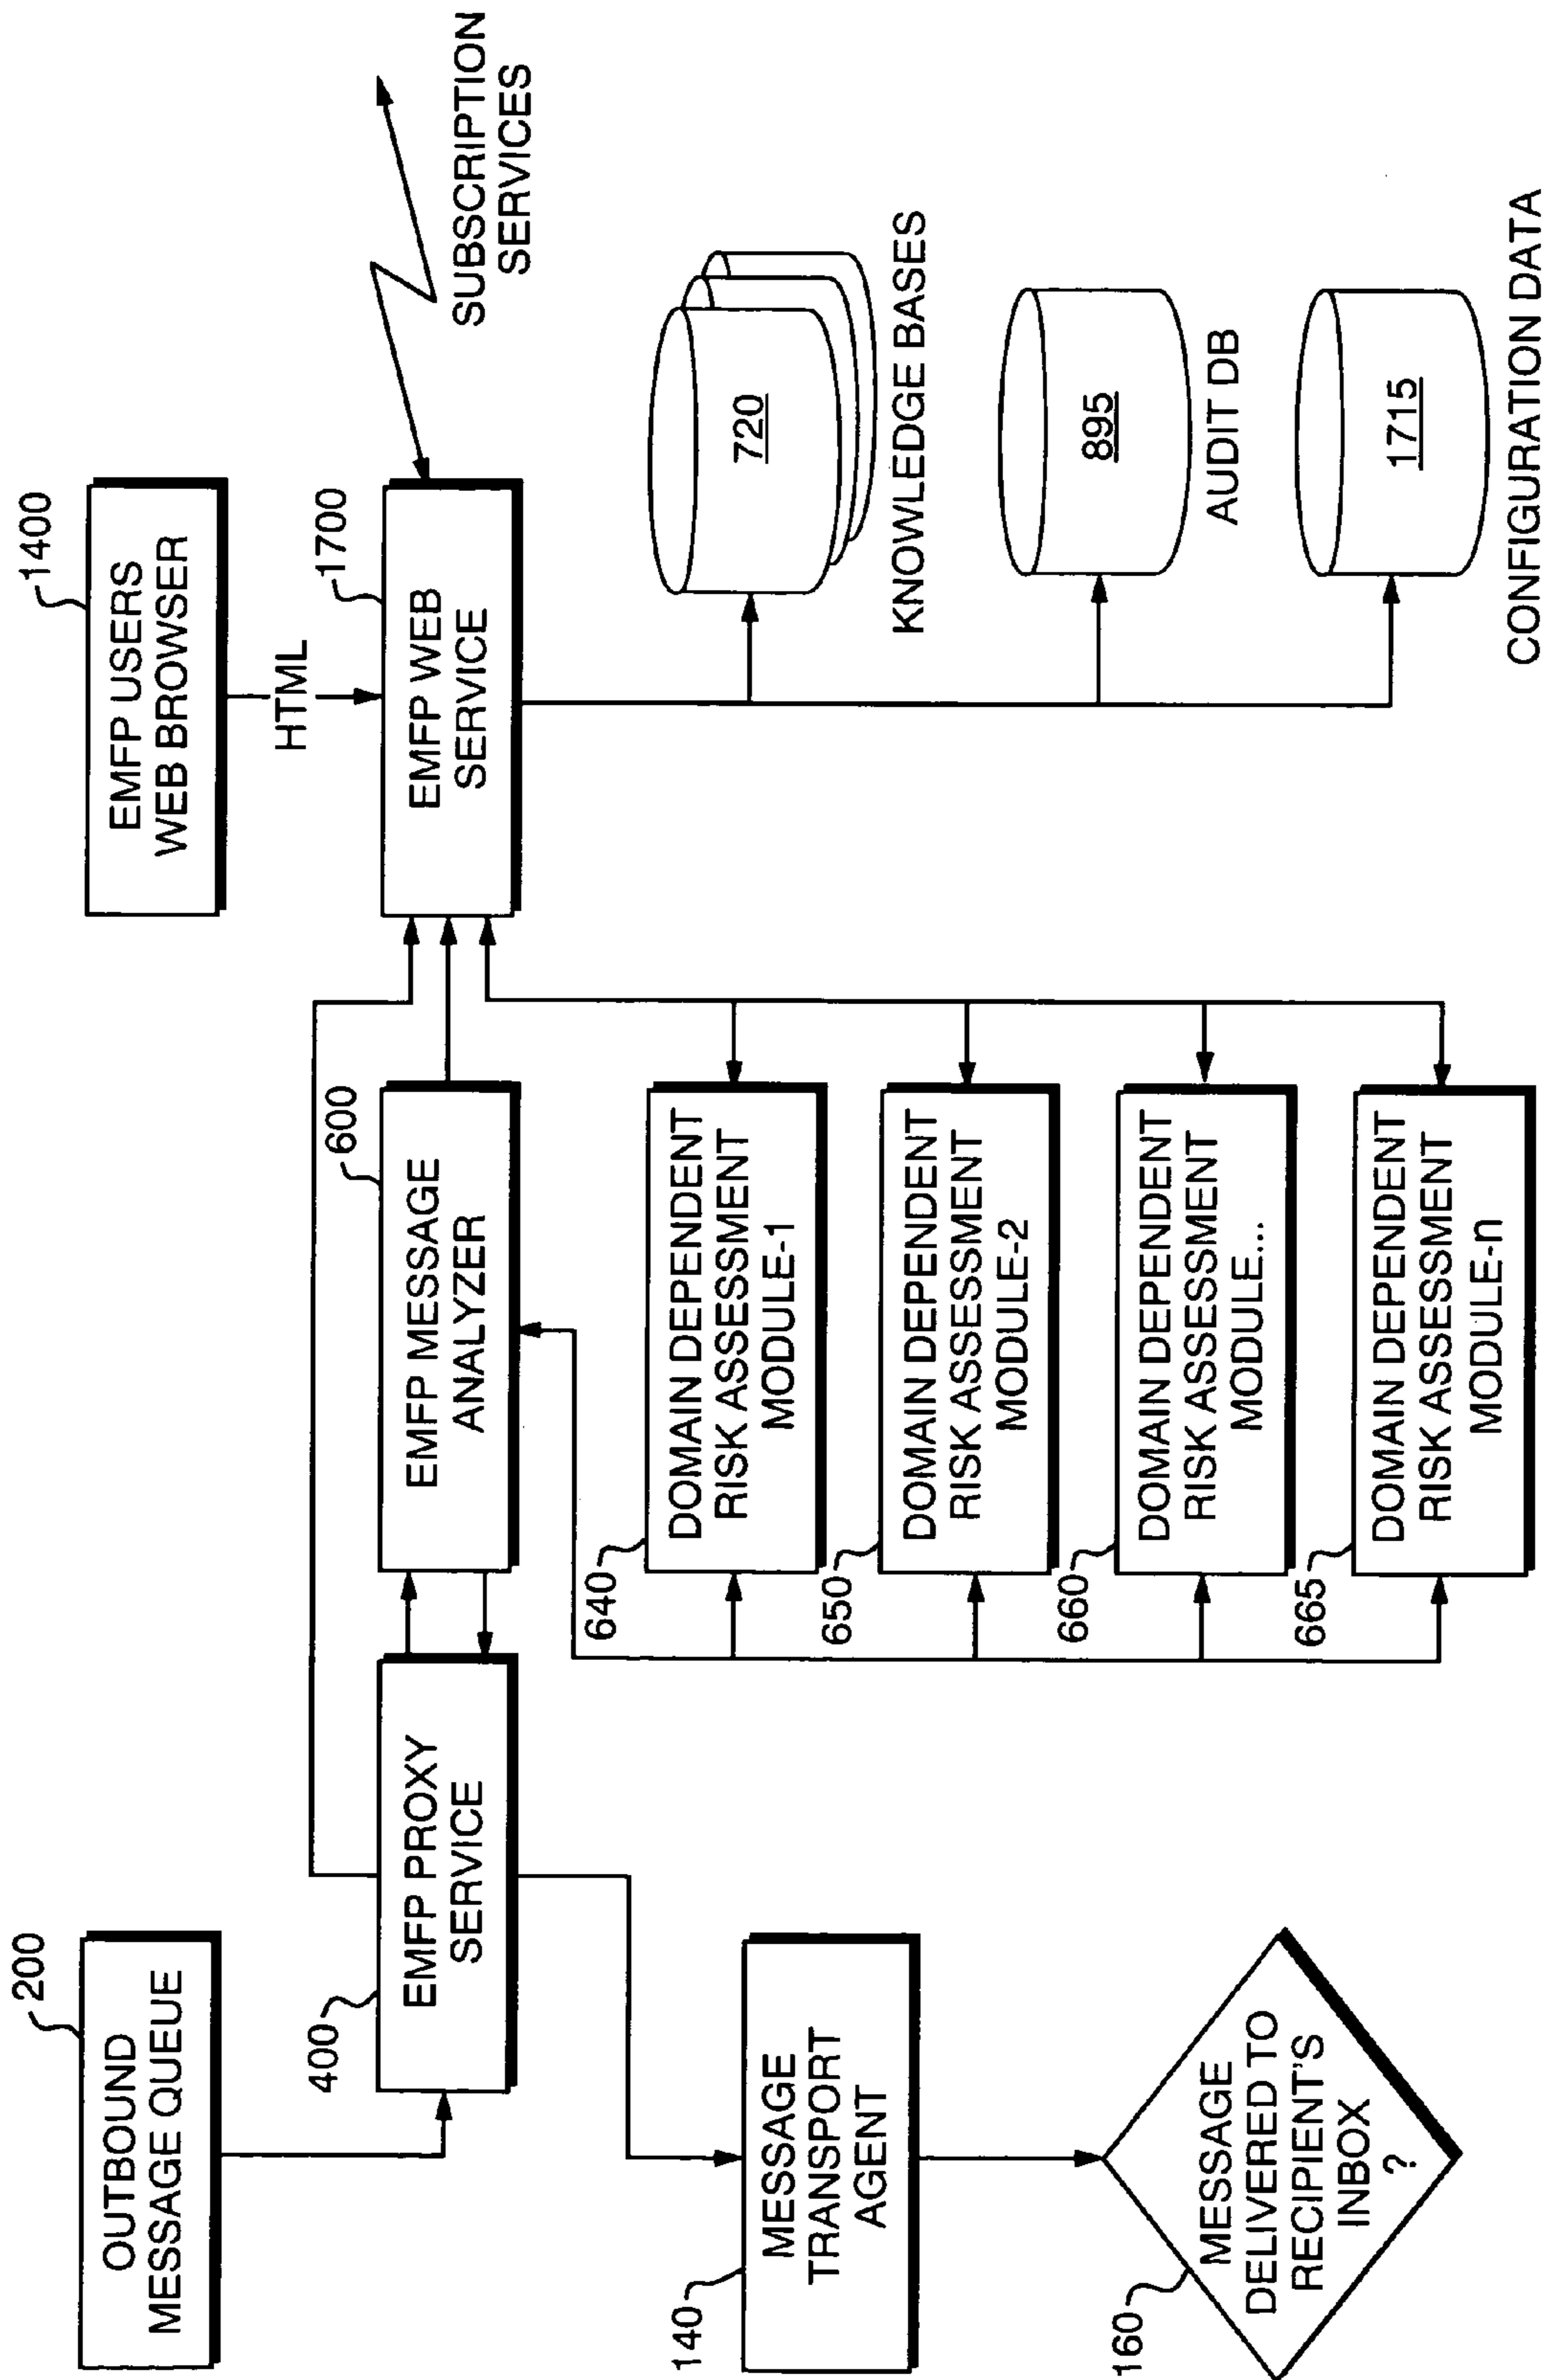 200
OUTBOUND
MESSAGE QUEUE
400
EMFP PROXY
SERVICE
140
MESSAGE
TRANSPORT
AGENT
160
MESSAGE
DELIVERED TO
RECIPIENT'S
INBOX
?
600
EMFP MESSAGE
ANALYZER
640
DOMAIN DEPENDENT
RISK ASSESSMENT
MODULE-1
650
DOMAIN DEPENDENT
RISK ASSESSMENT
MODULE-2
660
DOMAIN DEPENDENT
RISK ASSESSMENT
MODULE...
665
DOMAIN DEPENDENT
RISK ASSESSMENT
MODULE-n
1400
EMFP USERS
WEB BROWSER
HTML
1700
EMFP WEB
SERVICE
SUBSCRIPTION
SERVICES
720
KNOWLEDGE BASES
895
AUDIT DB
1715
CONFIGURATION DATA